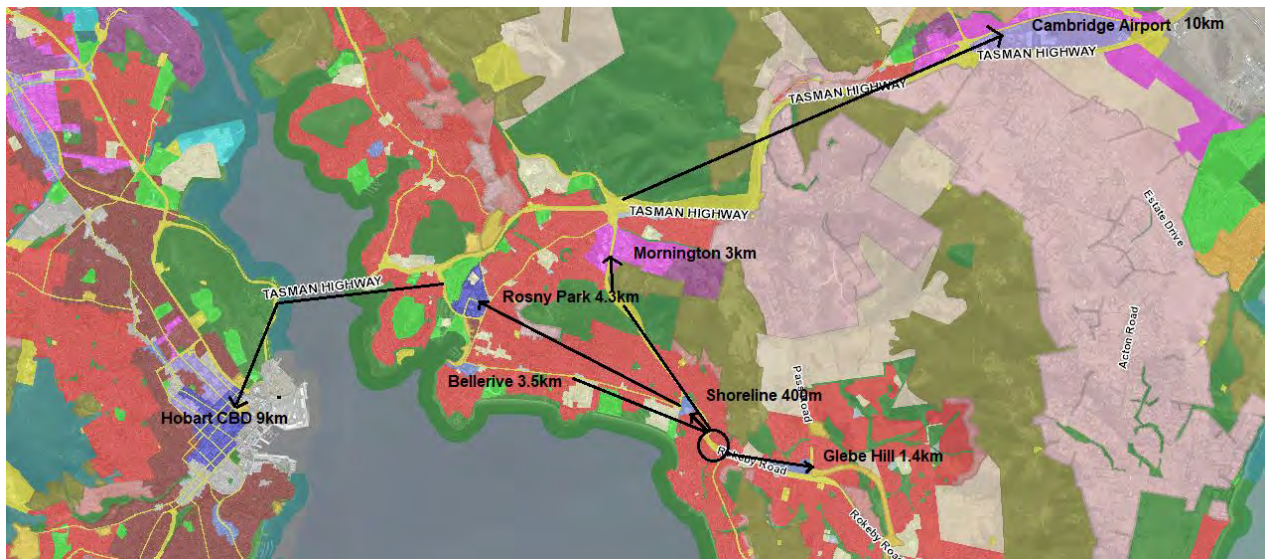 Cambridge Airport 10km
TASMAN HIGHWAY
TASMAN HIGHWAY
TASMAN HIGHWAY
Estate Drive
Mornington 3km
TASMAN HIGHWAY
Rosny Park 4.3km
Acton Road
Bellerive 3.5km
Pass Road
Shoreline 400m
Hobart CBD 9km
Rokeby Road
Glebe Hill 1.4km
Rokeby Road